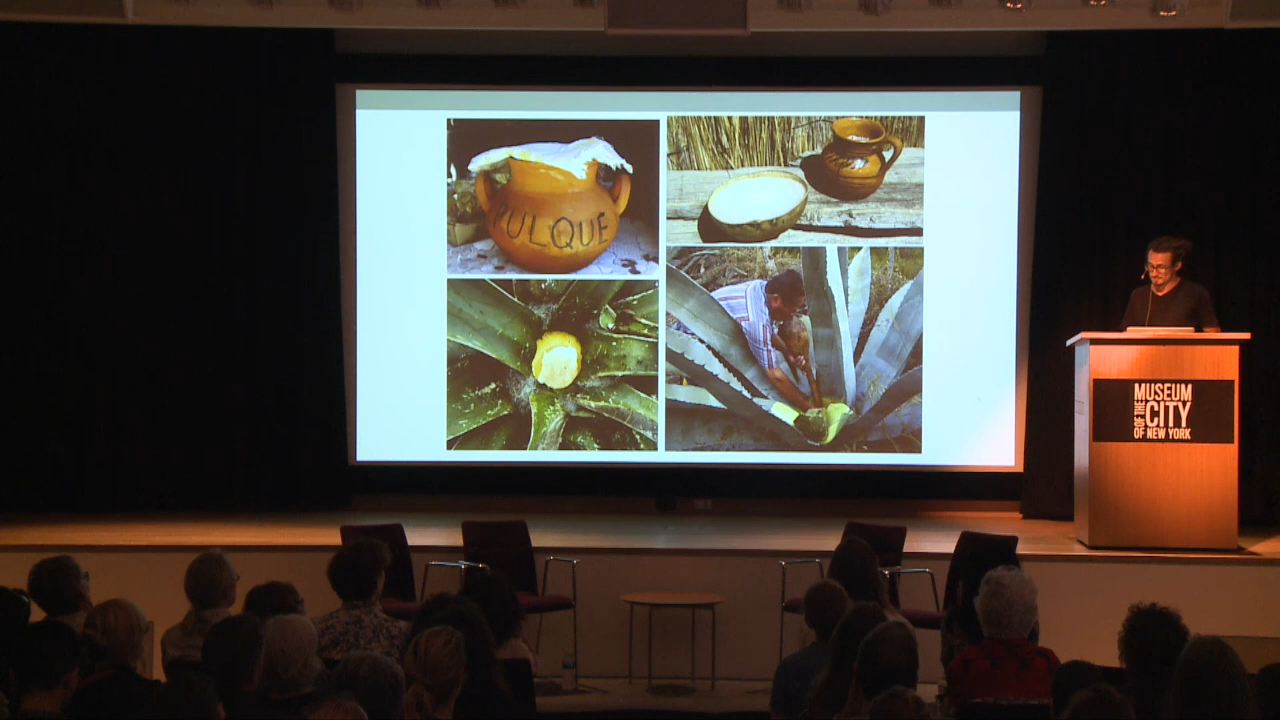 PULQUE
MUSEUM
OF THE
CITY
OF NEW YORK